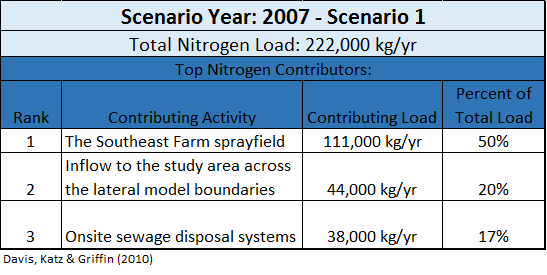 Scenario Year: 2007 - Scenario 1
Total Nitrogen Load: 222,000 kg/yr
Top Nitrogen Contributors:
Rank Contributing Activity Contributing Load Percent of Total Load
1 The Southeast Farm sprayfield 111,000 kg/yr 50%
2 Inflow to the study area across the lateral model boundaries 44,000 kg/yr 20%
3 Onsite sewage disposal systems 38,000 kg/yr 17%
Davis, Katz & Griffin (2010)